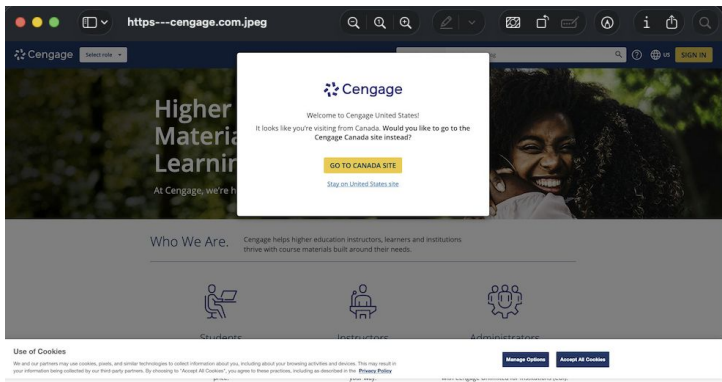 https---cengage.com.jpeg
Cengage
Select role
US
SIGN IN
Cengage
Welcome to Cengage United States!
It looks like you're visiting from Canada. Would you like to go to the
Cengage Canada site instead?
GO TO CANADA SITE
Stay on United States site
Higher
Materia
Learnin
At Cengage, we're h
Who We Are.
Cengage helps higher education instructors, learners and institutions
thrive with course materials built around their needs.
Students
Instructors
Administrators
Use of Cookies
We and our partners may use cookies, pixels, and similar technologies to collect information about you, including about your browsing activities and devices. This may result in
your information being collected by our third-party partners. By choosing to "Accept All Cookies", you agree to these practices, including as described in the Privacy Policy
Manage Options
Accept All Cookies
price.
your way.